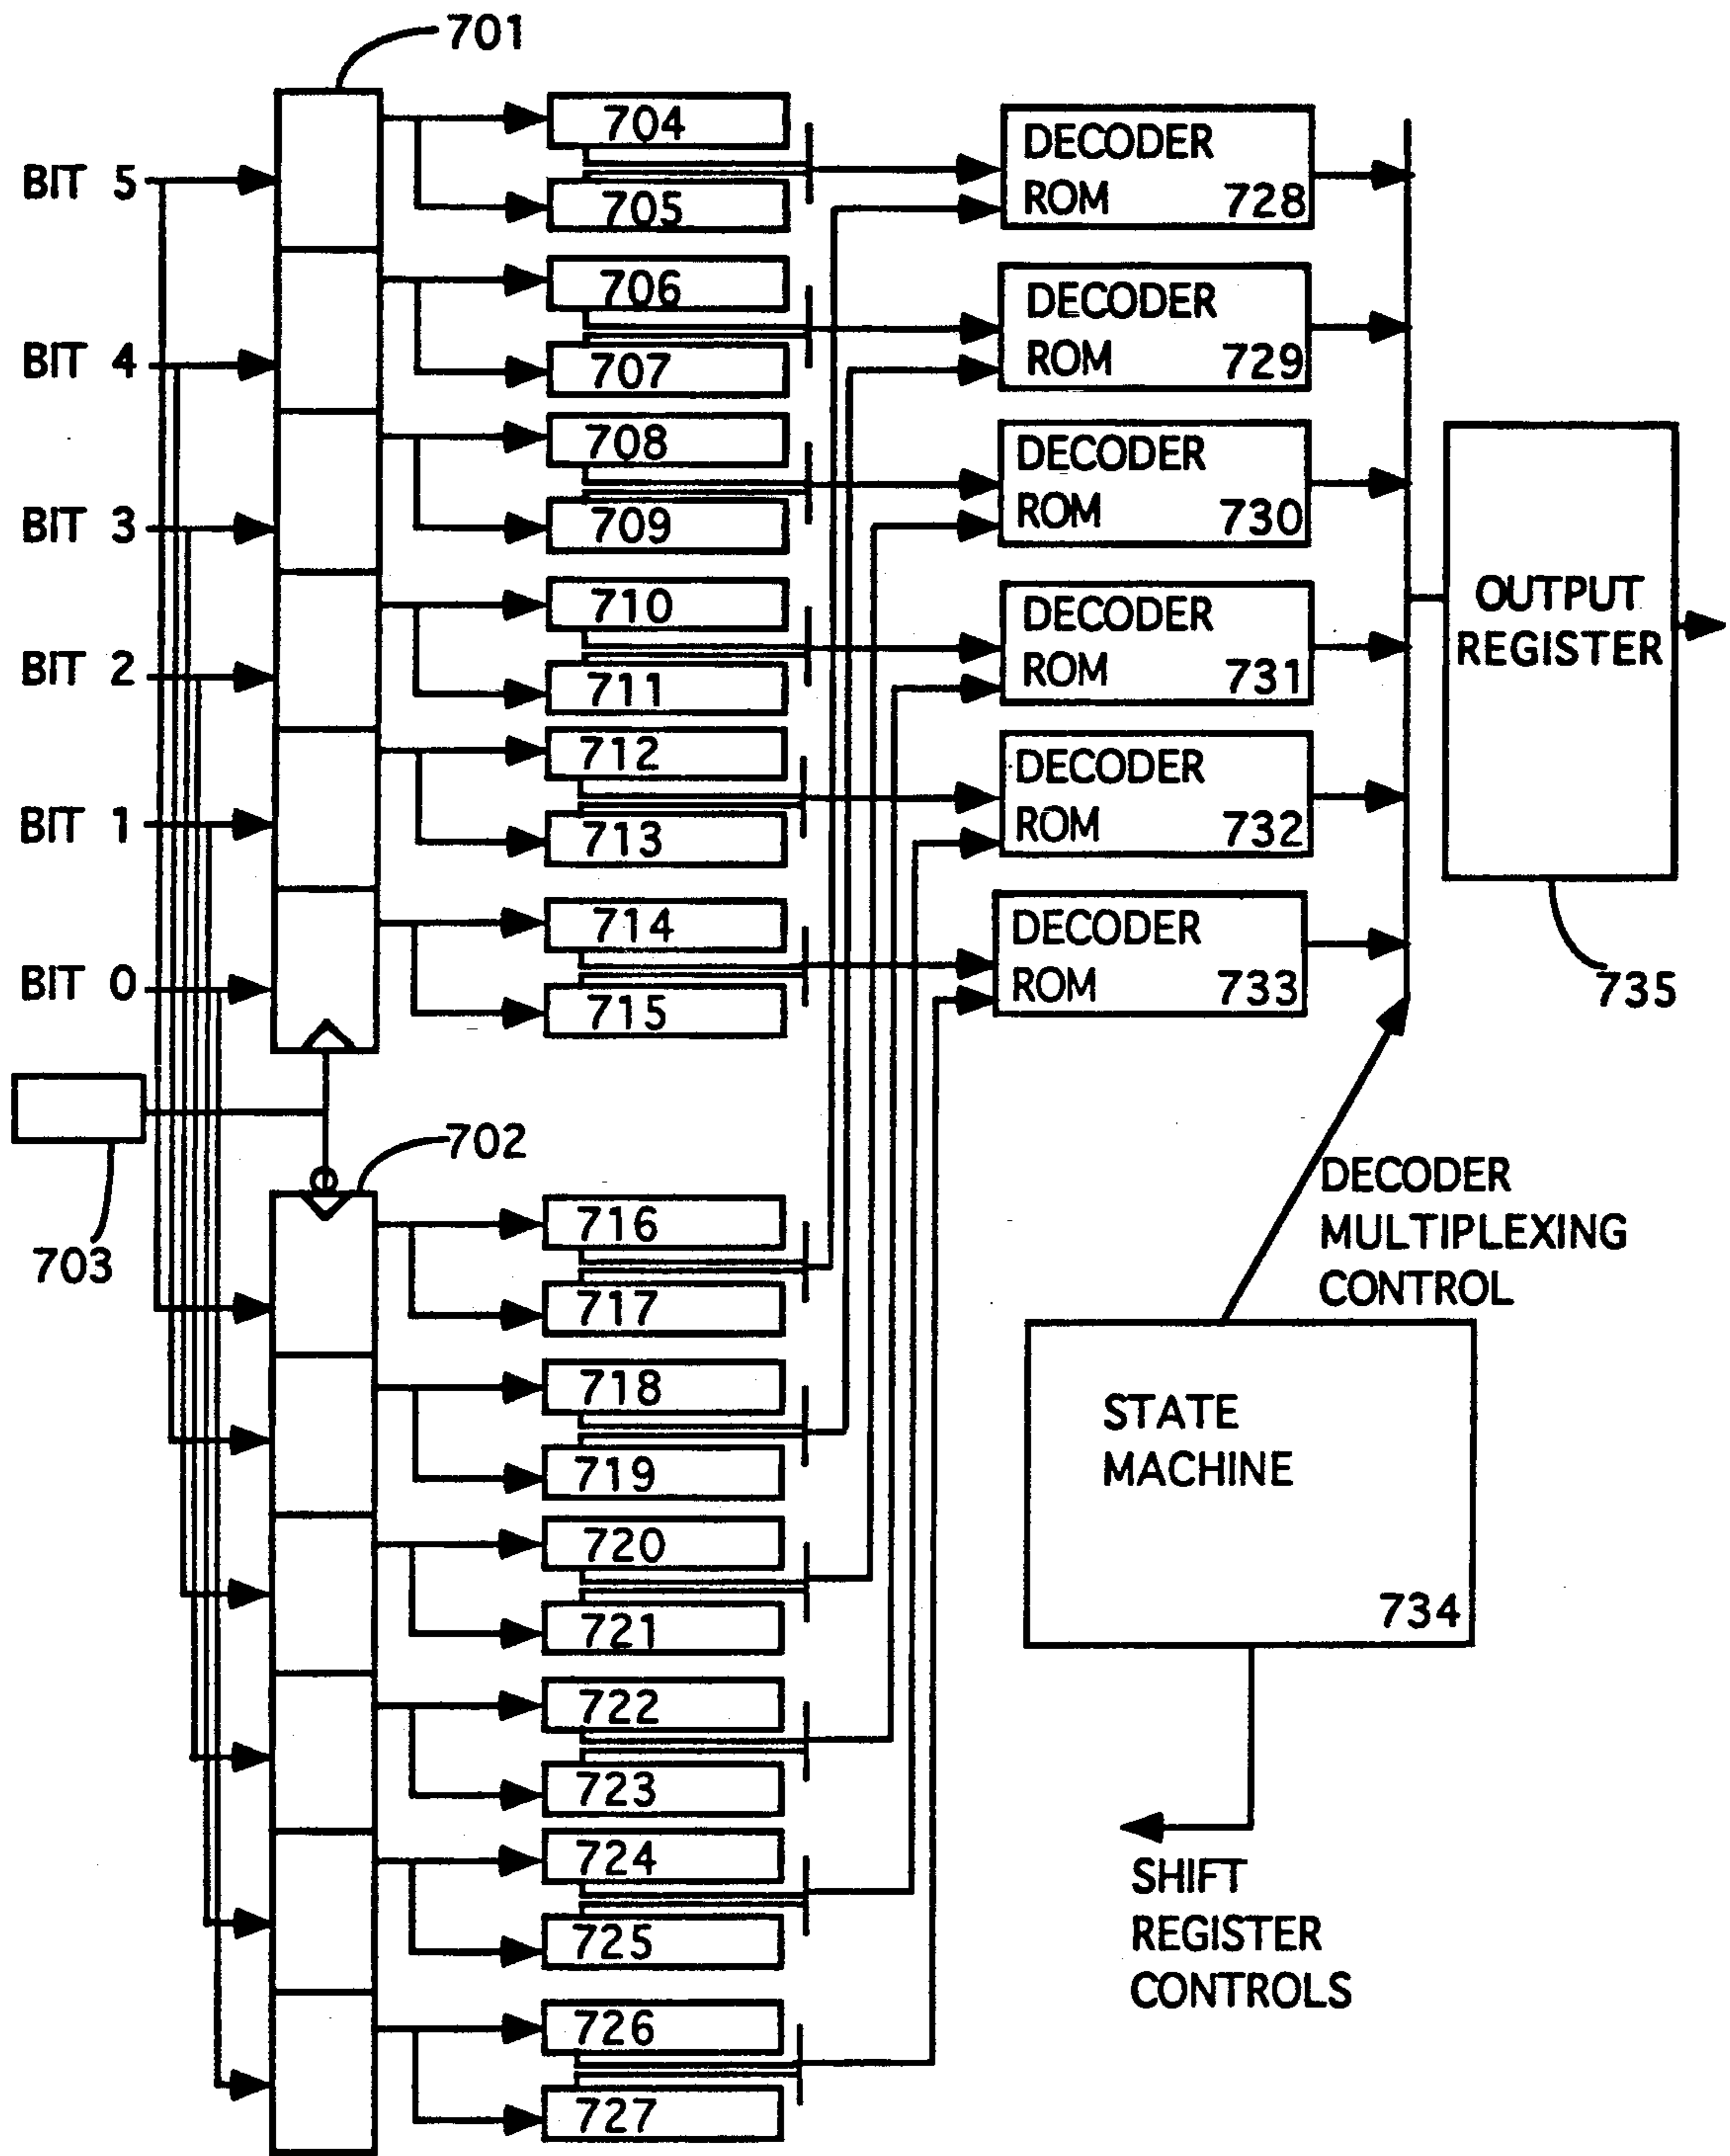 701
BIT 5
BIT 4
BIT 3
BIT 2
BIT 1
BIT 0
703
702
704
705
706
707
708
709
710
711
712
713
714
715
716
717
718
719
720
721
722
723
724
725
726
727
DECODER
ROM 728
DECODER
ROM 729
DECODER
ROM 730
DECODER
ROM 731
DECODER
ROM 732
DECODER
ROM 733
OUTPUT
REGISTER
735
DECODER
MULTIPLEXING
CONTROL
STATE
MACHINE
734
SHIFT
REGISTER
CONTROLS